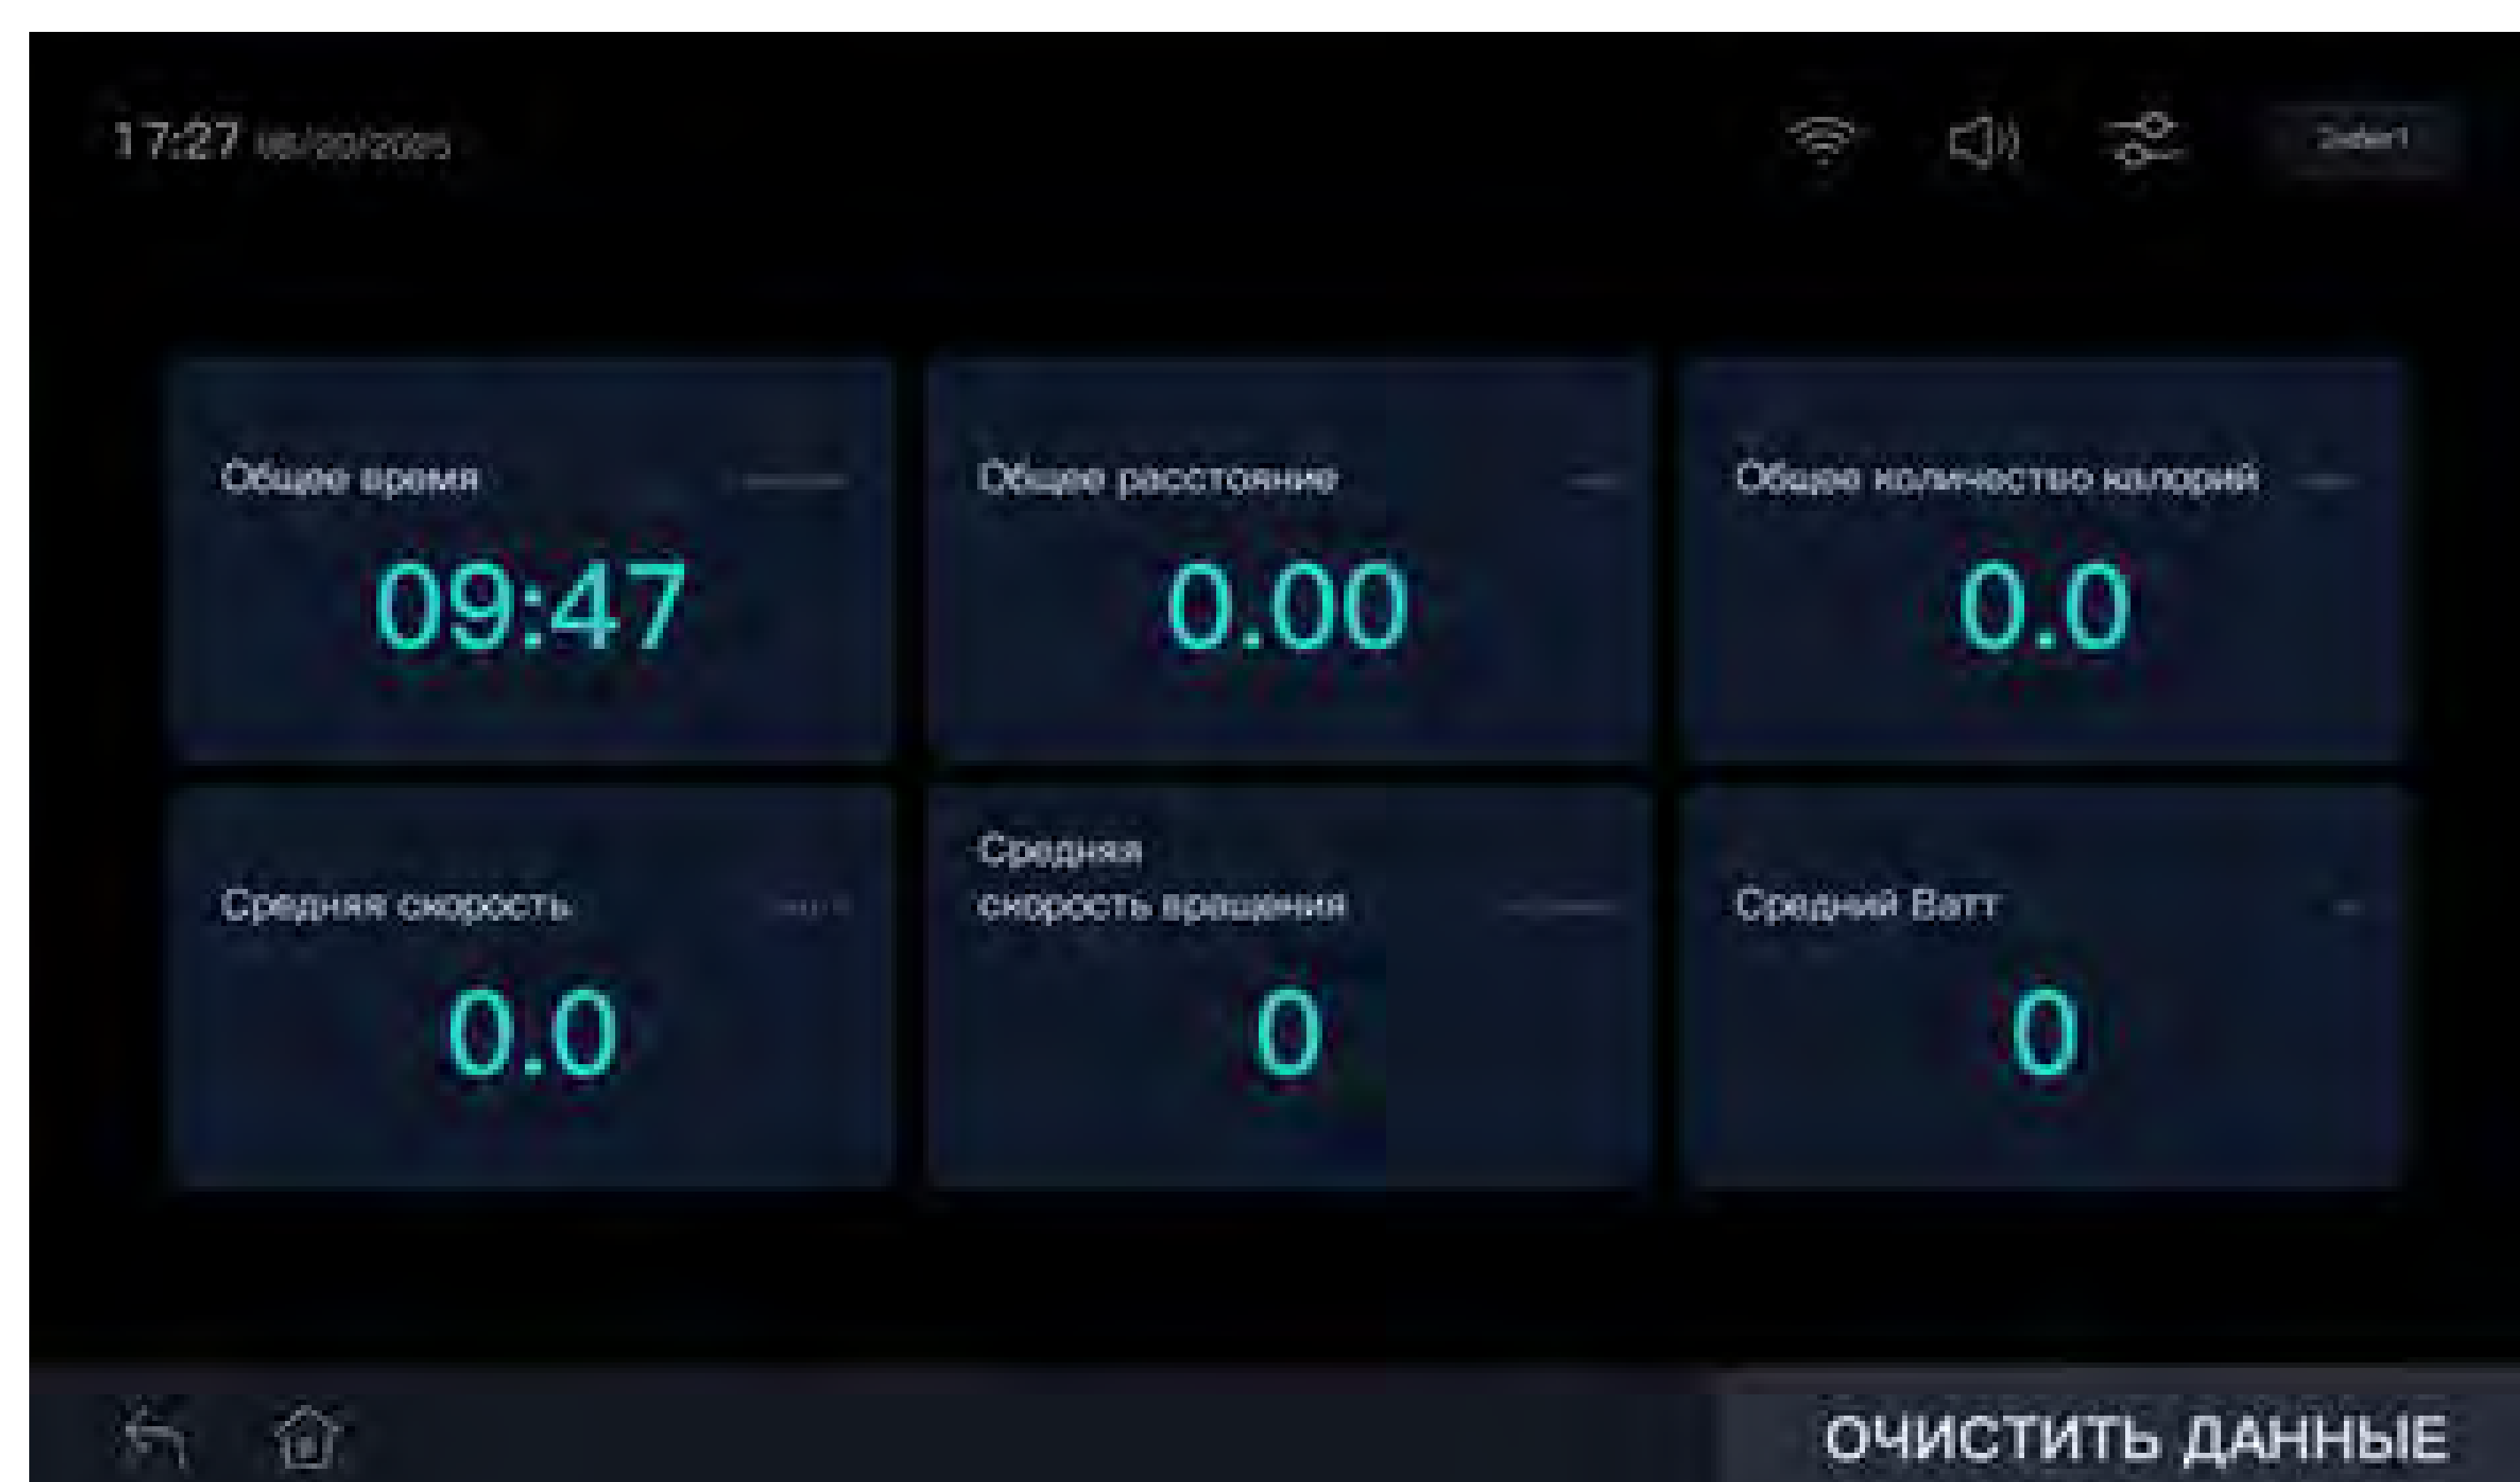 17:27
Общее время
Общее расстояние
Общее количество калорий
09:47
0.00
0.0
Средняя скорость
Средняя
скорость вращения
Средний Ватт
0.0
0
0
ОЧИСТИТЬ ДАННЫЕ